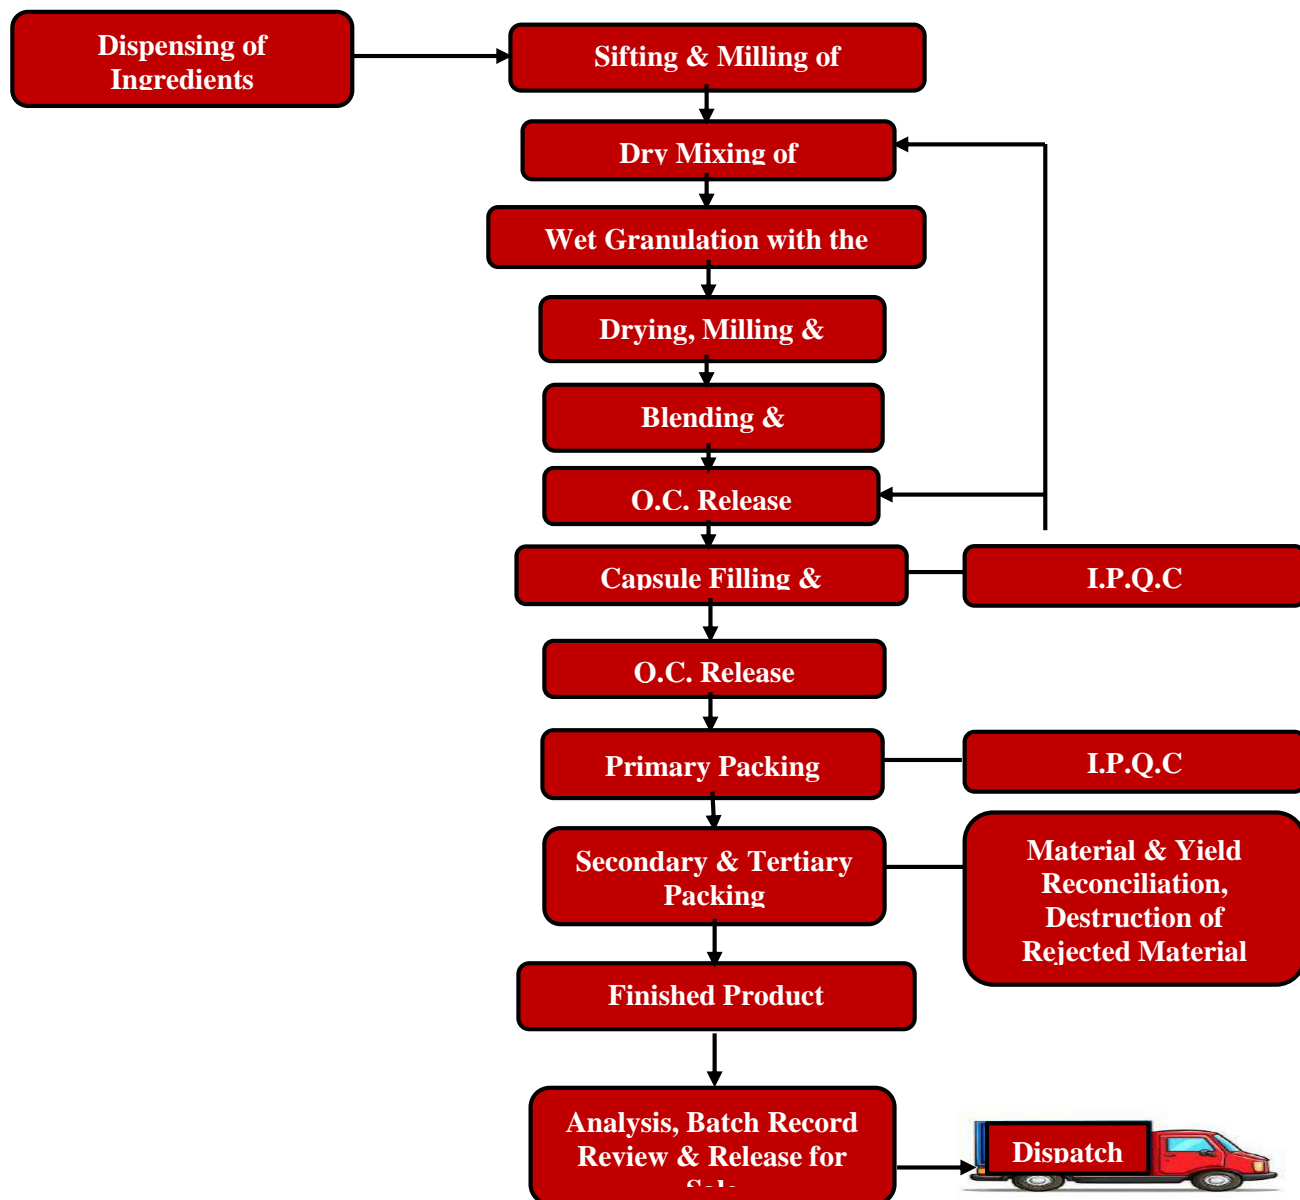 Dispensing of
Ingredients
Sifting & Milling of
Dry Mixing of
Wet Granulation with the
Drying, Milling &
Blending &
O.C. Release
Capsule Filling &
I.P.Q.C
O.C. Release
Primary Packing
I.P.Q.C
Secondary & Tertiary
Packing
Material & Yield
Reconciliation,
Destruction of
Rejected Material
Finished Product
Analysis, Batch Record
Review & Release for
Sale
Dispatch